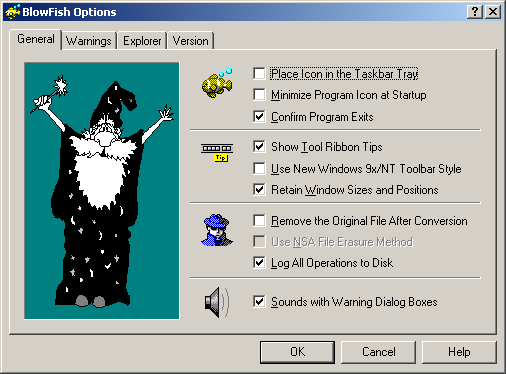 BlowFish Options
General Warnings Explorer Version
Place Icon in the Taskbar Tray
Minimize Program Icon at Startup
Confirm Program Exits
Tip
Show Tool Ribbon Tips
Use New Windows 9x/NT Toolbar Style
Retain Window Sizes and Positions
Remove the Original File After Conversion
Use NSA File Erasure Method
Log All Operations to Disk
Sounds with Warning Dialog Boxes
OK Cancel Help